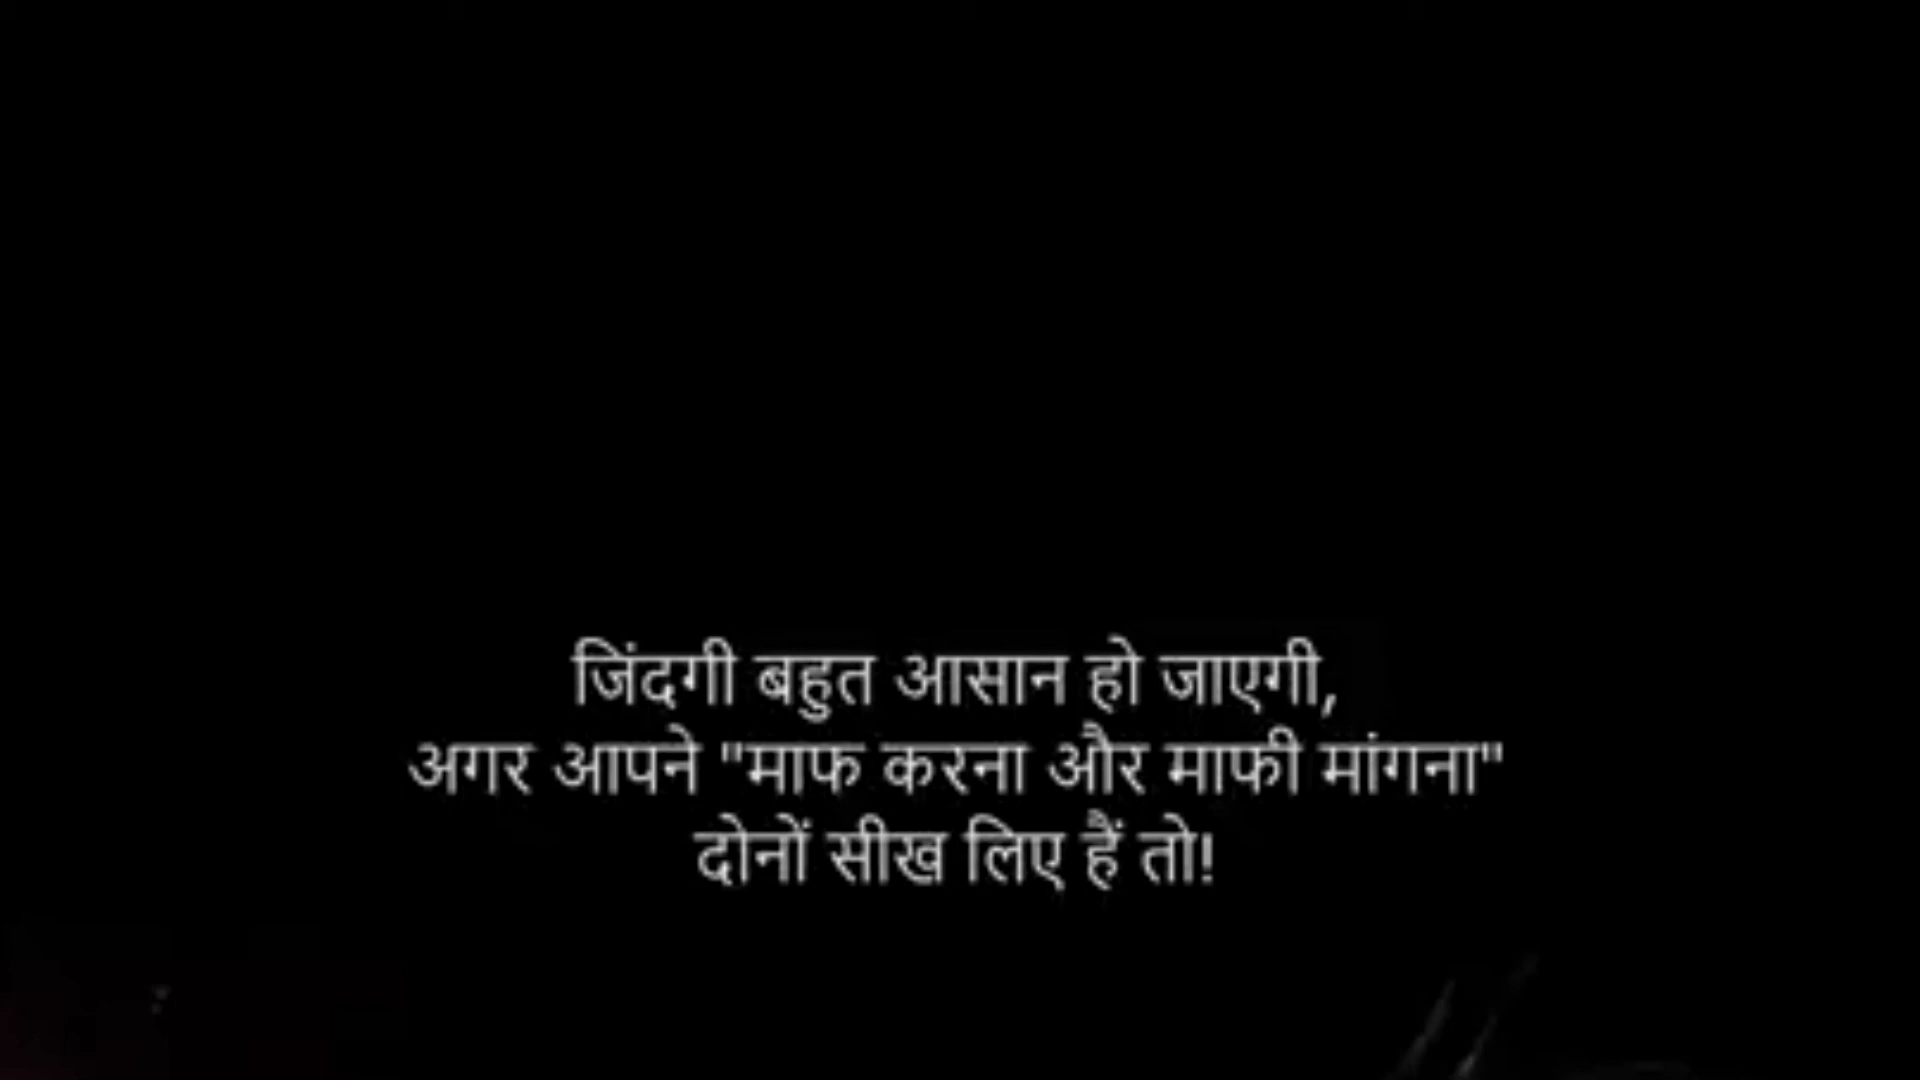 जिंदगी बहुत आसान हो जाएगी,
अगर आपने "माफ करना और माफी मांगना"
दोनों सीख लिए हैं तो!